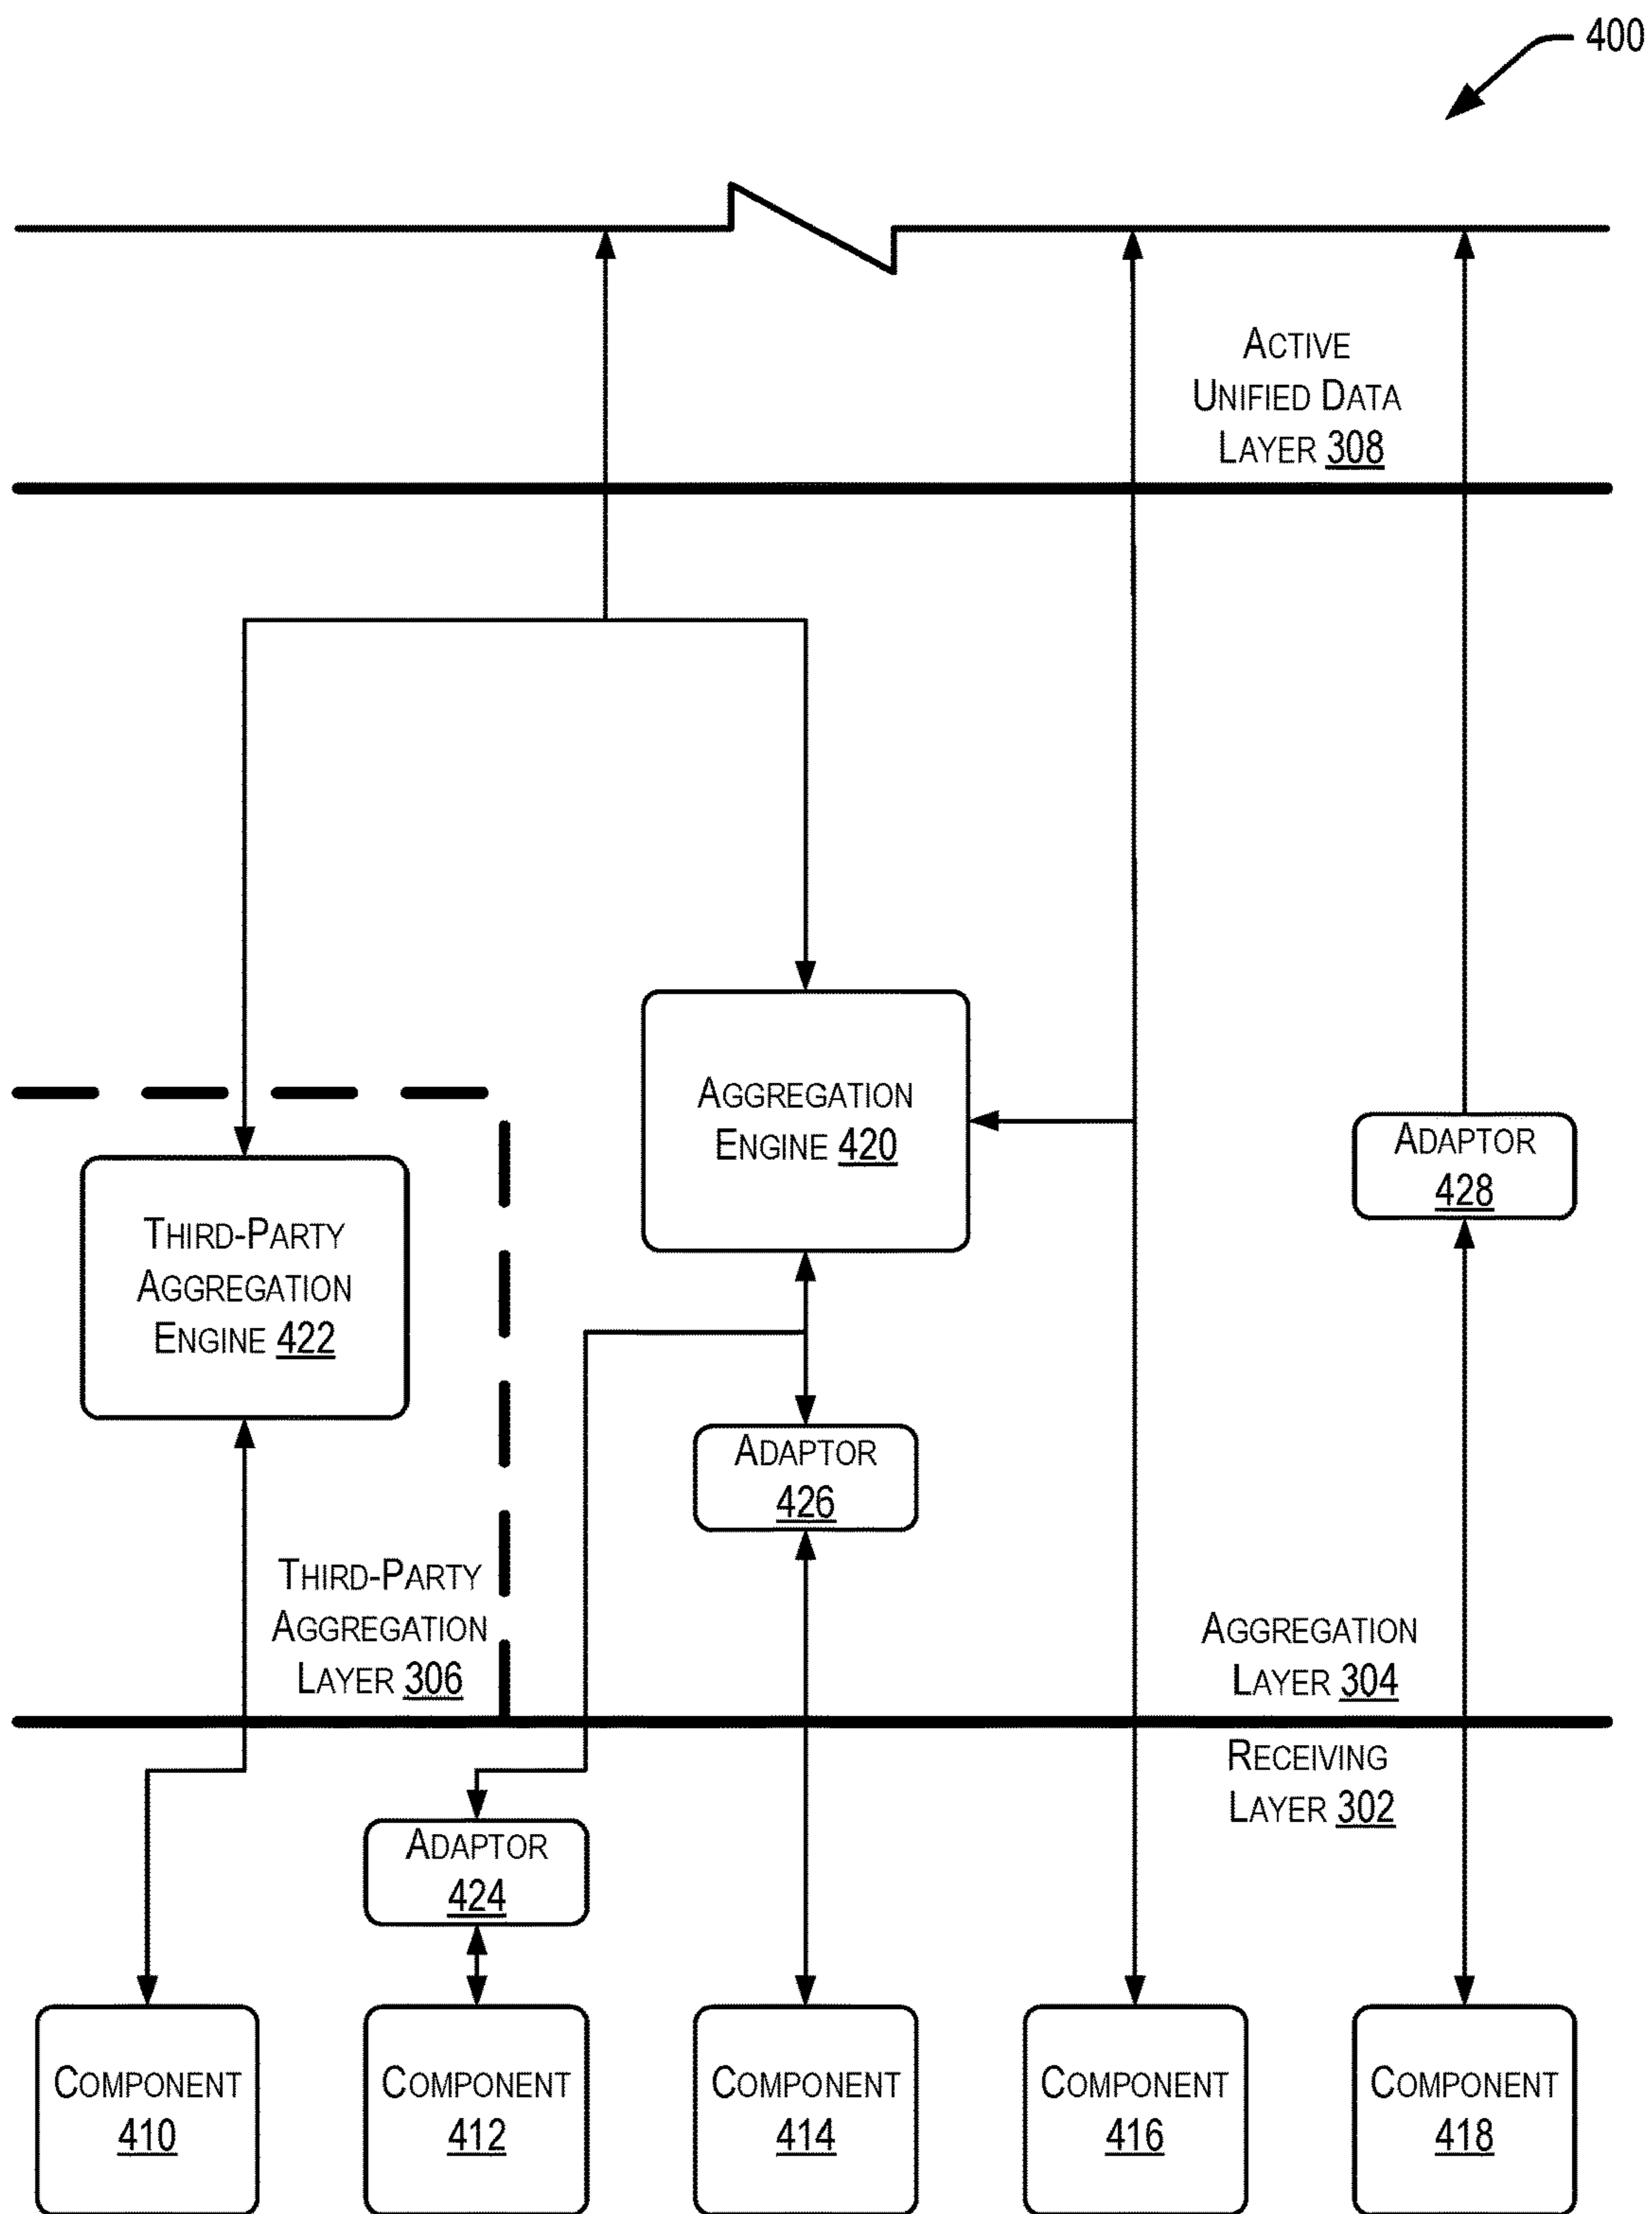 400
ACTIVE
UNIFIED DATA
LAYER 308
AGGREGATION
ENGINE 420
ADAPTOR
428
THIRD-PARTY
AGGREGATION
ENGINE 422
ADAPTOR
426
THIRD-PARTY
AGGREGATION
LAYER 306
AGGREGATION
LAYER 304
RECEIVING
LAYER 302
ADAPTOR
424
COMPONENT
410
COMPONENT
412
COMPONENT
414
COMPONENT
416
COMPONENT
418